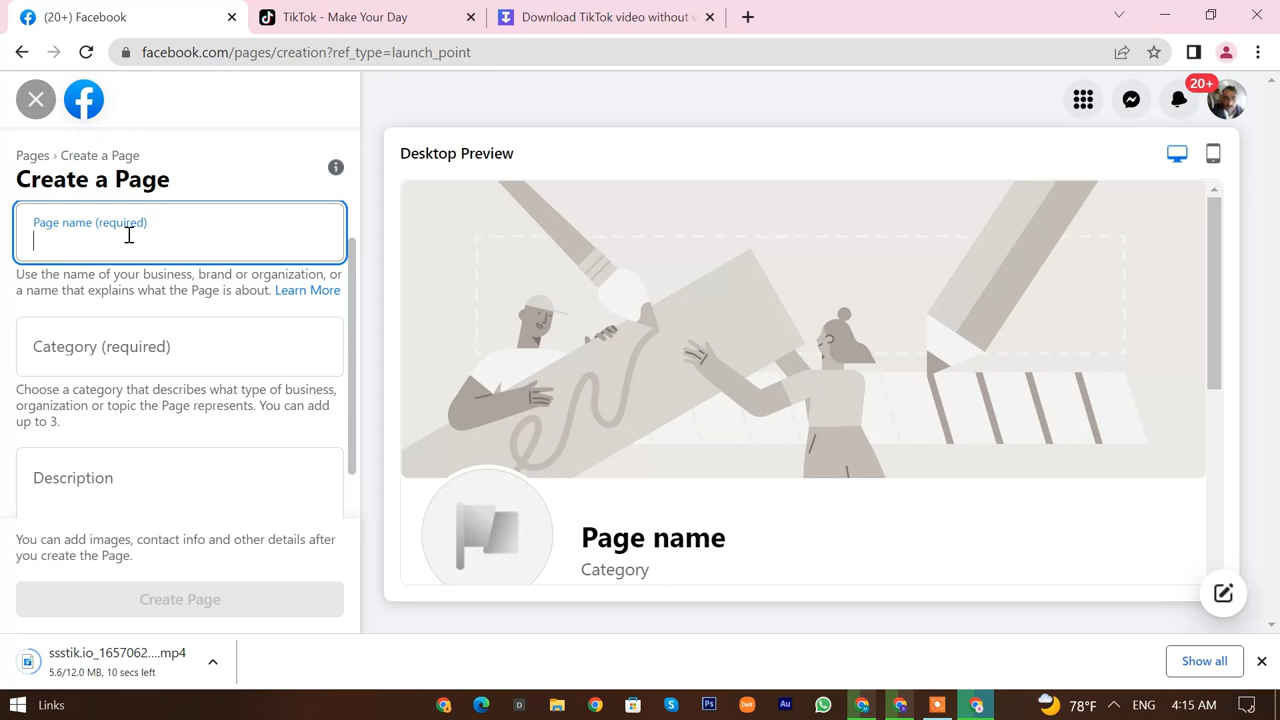 (20+) Facebook
TikTok - Make Your Day
Download TikTok video without
facebook.com/pages/creation?ref_type=launch_point
20+
Pages › Create a Page
Create a Page
Page name (required)
Use the name of your business, brand or organization, or
a name that explains what the Page is about. Learn More
Category (required)
Choose a category that describes what type of business,
organization or topic the Page represents. You can add
up to 3.
Description
You can add images, contact info and other details after
you create the Page.
Create Page
Desktop Preview
Page name
Category
ssstik.io_1657062....mp4
5.6/12.0 MB, 10 secs left
Show all
Links
78°F
ENG
4:15 AM